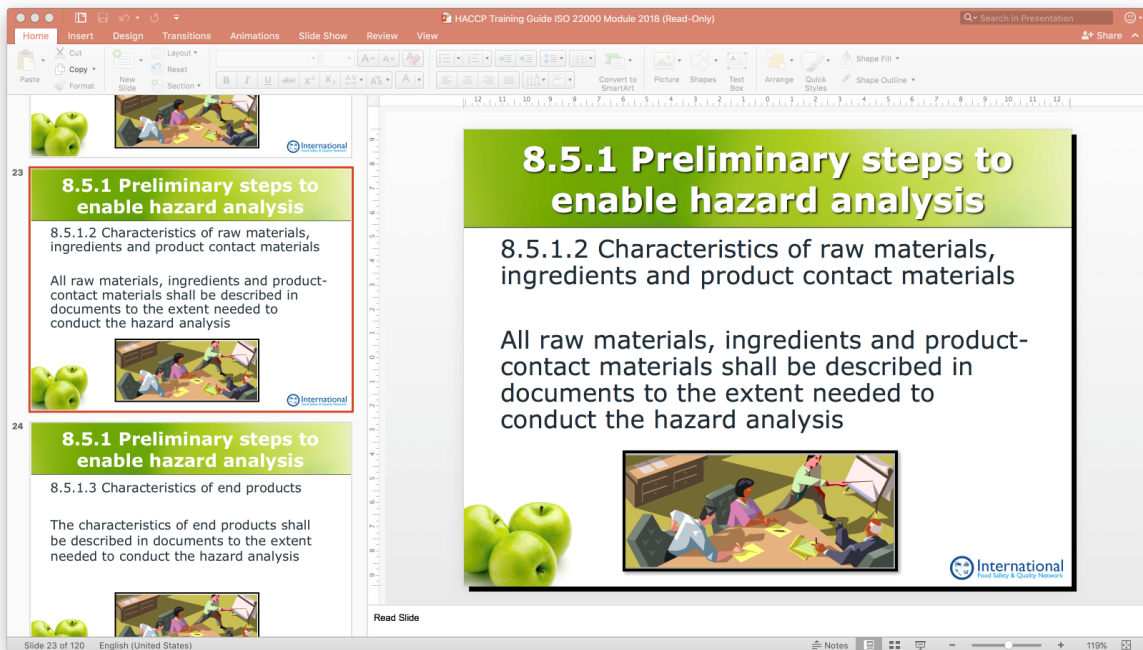 HACCP Training Guide ISO 22000 Module 2018 (Read-Only)
Search in Presentation
Home Insert Design Transitions Animations Slide Show Review View
Share
Paste
Cut
Copy
Format
New Slide
Layout
Reset
Section
Convert to SmartArt
Picture
Shapes
Text Box
Arrange
Quick Styles
Shape Fill
Shape Outline
International
Food Safety & Quality Network
23
8.5.1 Preliminary steps to
enable hazard analysis
8.5.1.2 Characteristics of raw materials,
ingredients and product contact materials
All raw materials, ingredients and product-
contact materials shall be described in
documents to the extent needed to
conduct the hazard analysis
International
Food Safety & Quality Network
24
8.5.1 Preliminary steps to
enable hazard analysis
8.5.1.3 Characteristics of end products
The characteristics of end products shall
be described in documents to the extent
needed to conduct the hazard analysis
8.5.1 Preliminary steps to
enable hazard analysis
8.5.1.2 Characteristics of raw materials,
ingredients and product contact materials
All raw materials, ingredients and product-
contact materials shall be described in
documents to the extent needed to
conduct the hazard analysis
International
Food Safety & Quality Network
Read Slide
Slide 23 of 120 English (United States)
Notes
119%